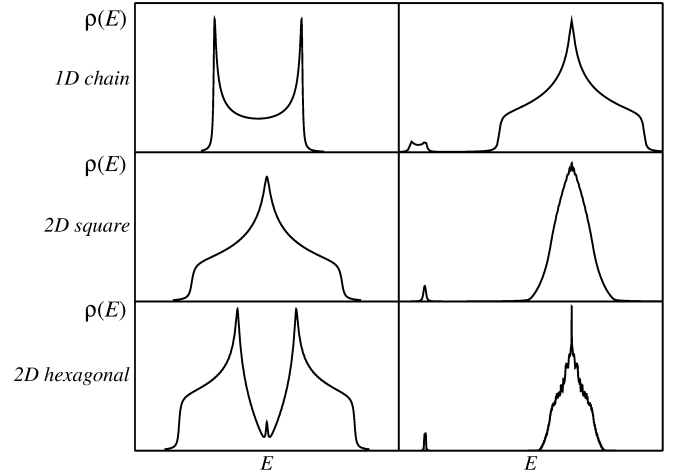 ρ(E)
1D chain
ρ(E)
2D square
ρ(E)
2D hexagonal
E E